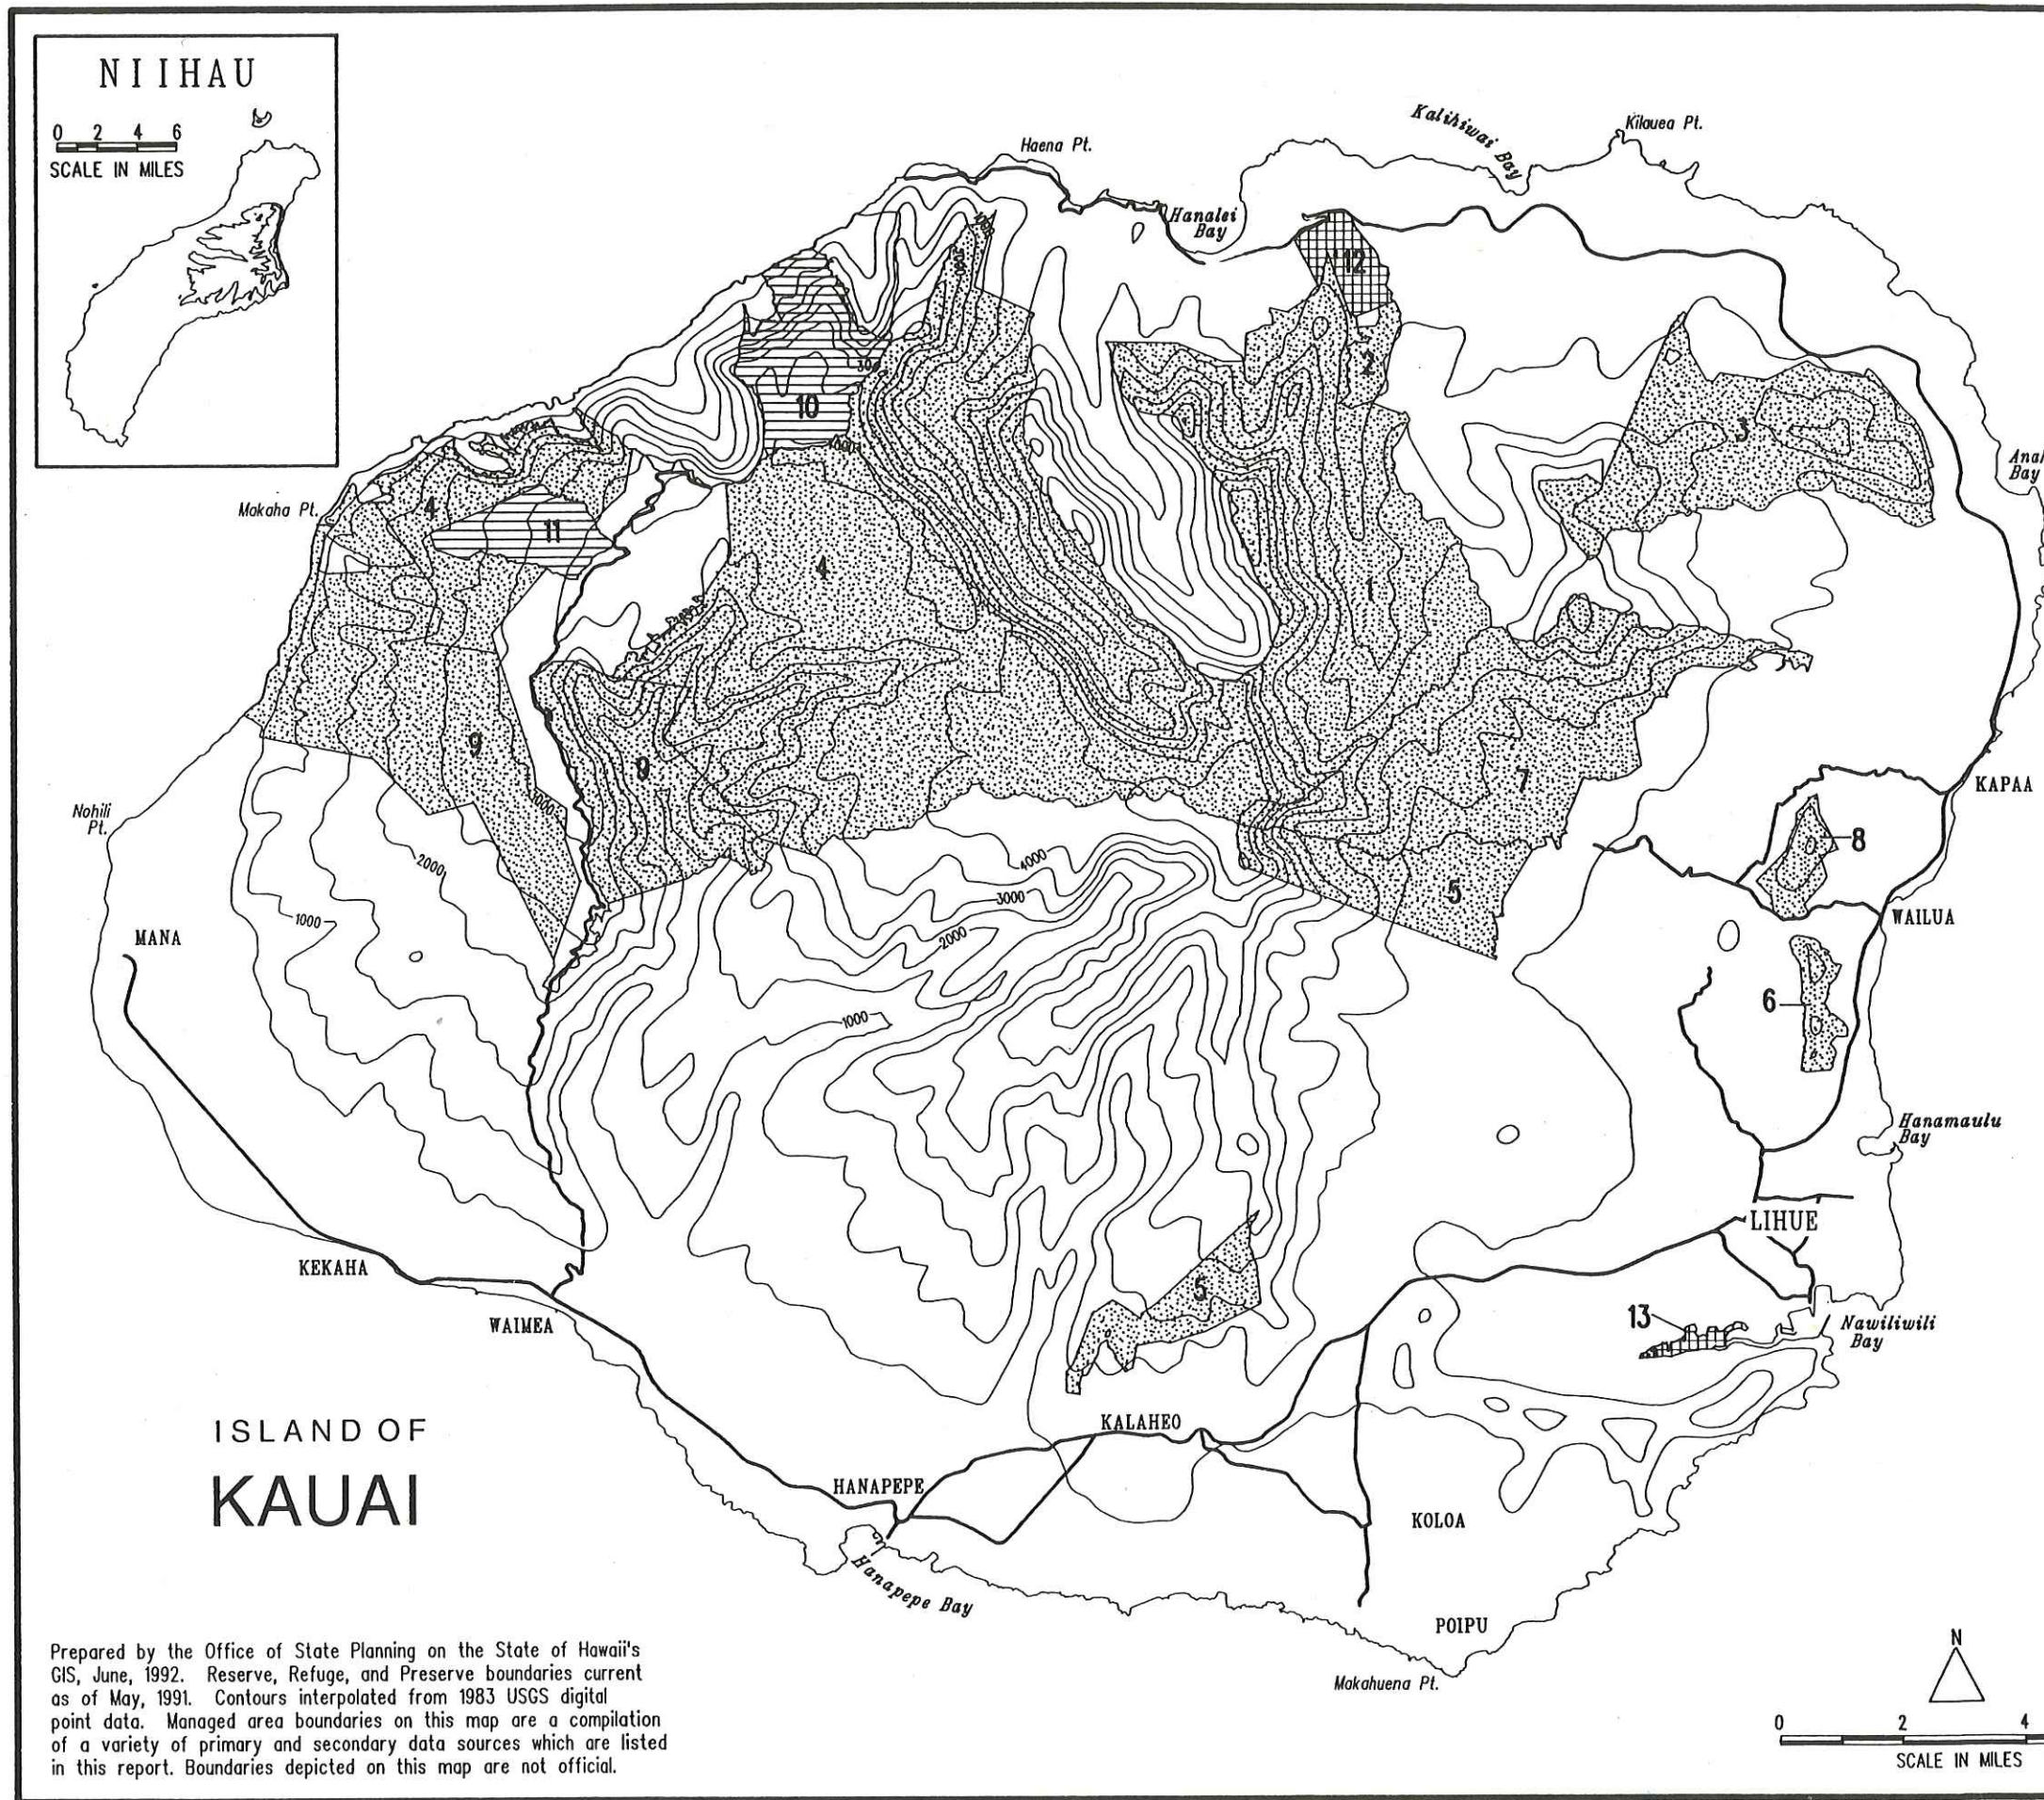 NIIHAU
0 2 4 6
SCALE IN MILES
Haena Pt.
Kalihiwai Bay
Kilauea Pt.
Hanalei
Bay
12
2
3000
1000
10
4000
3
Bay
Makaha Pt.
4
11
4
1
9
9
7
1000
Nohili
Pt.
KAPAA
8
2000
4000
3000
5
1000
2000
WAILUA
MANA
6
1000
Hanamaulu
Bay
LIHUE
KEKAHA
5
13
WAIMEA
Nawiliwili
Bay
KALAHEO
ISLAND OF
KAUAI
HANAPEPE
KOLOA
Hanapepe Bay
POIPU
Makahuena Pt.
Prepared by the Office of State Planning on the State of Hawaii's
GIS, June, 1992. Reserve, Refuge, and Preserve boundaries current
as of May, 1991. Contours interpolated from 1983 USGS digital
point data. Managed area boundaries on this map are a compilation
of a variety of primary and secondary data sources which are listed
in this report. Boundaries depicted on this map are not official.
N
0 2 4
SCALE IN MILES